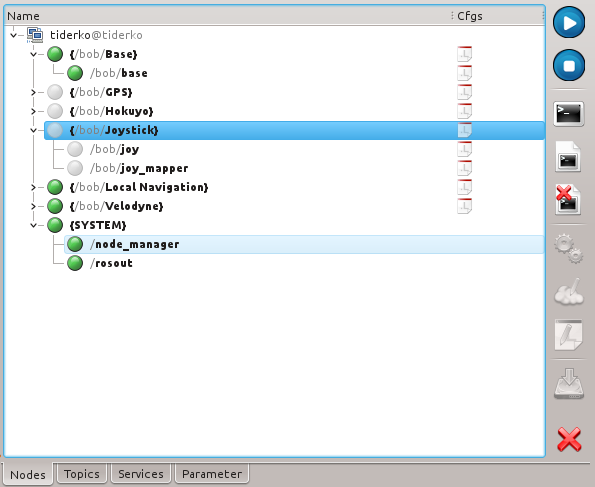 Name Cfgs
tiderko@tiderko
{/bob/Base}
/bob/base
{/bob/GPS}
{/bob/Hokuyo}
{/bob/Joystick}
/bob/joy
/bob/joy_mapper
{/bob/Local Navigation}
{/bob/Velodyne}
{SYSTEM}
/node_manager
/rosout
Nodes Topics Services Parameter